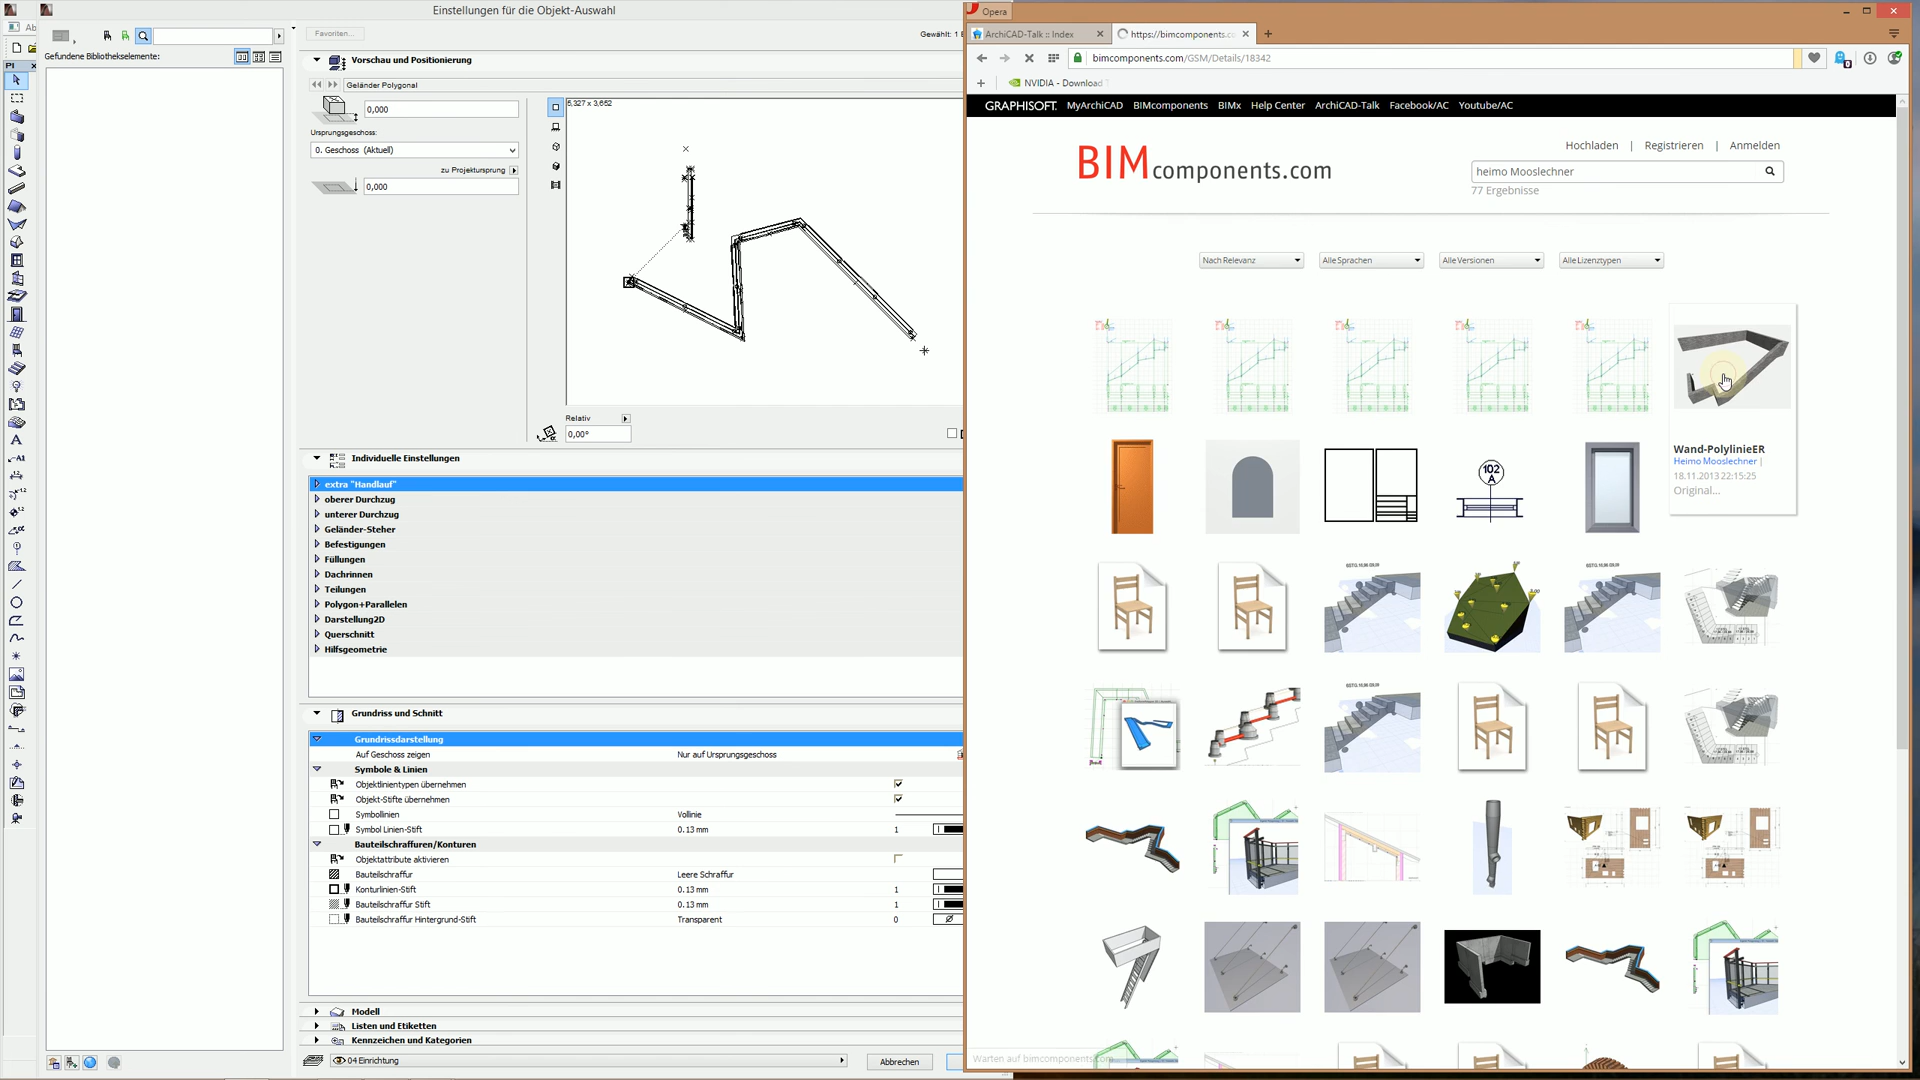 Einstellungen für die Objekt-Auswahl
Ab
Gefundene Bibliothekselemente:
Favoriten...
Gewählt: 1 E
Vorschau und Positionierung
Geländer Polygonal
0,000
Ursprungsgeschoss:
0. Geschoss (Aktuell)
zu Projektursprung
0,000
5,327 x 3,652
Relativ
0,00°
Individuelle Einstellungen
extra "Handlauf"
oberer Durchzug
unterer Durchzug
Geländer-Steher
Befestigungen
Füllungen
Dachrinnen
Teilungen
Polygon+Parallelen
Darstellung2D
Querschnitt
Hilfsgeometrie
Grundriss und Schnitt
Grundrissdarstellung
Auf Geschoss zeigen Nur auf Ursprungsgeschoss
Symbole & Linien
Objektlinientypen übernehmen
Objekt-Stifte übernehmen
Symbollinien Vollinie
Symbol Linien-Stift 0.13 mm 1
Bauteilschraffuren/Konturen
Objektattribute aktivieren
Bauteilschraffur Leere Schraffur
Konturlinien-Stift 0.13 mm 1
Bauteilschraffur Stift 0.13 mm 1
Bauteilschraffur Hintergrund-Stift Transparent 0
Modell
Listen und Etiketten
Kennzeichen und Kategorien
04 Einrichtung
Abbrechen
Opera
ArchiCAD-Talk :: Index
https://bimcomponents.c
bimcomponents.com/GSM/Details/18342
NVIDIA - Download
GRAPHISOFT. MyArchiCAD BIMcomponents BIMx Help Center ArchiCAD-Talk Facebook/AC Youtube/AC
Hochladen | Registrieren | Anmelden
BIMcomponents.com
heimo Mooslechner
77 Ergebnisse
Nach Relevanz Alle Sprachen Alle Versionen Alle Lizenztypen
Wand-PolylinieER
Heimo Mooslechner |
18.11.2013 22:15:25
Original...
102
A
Warten auf bimcomponents.com